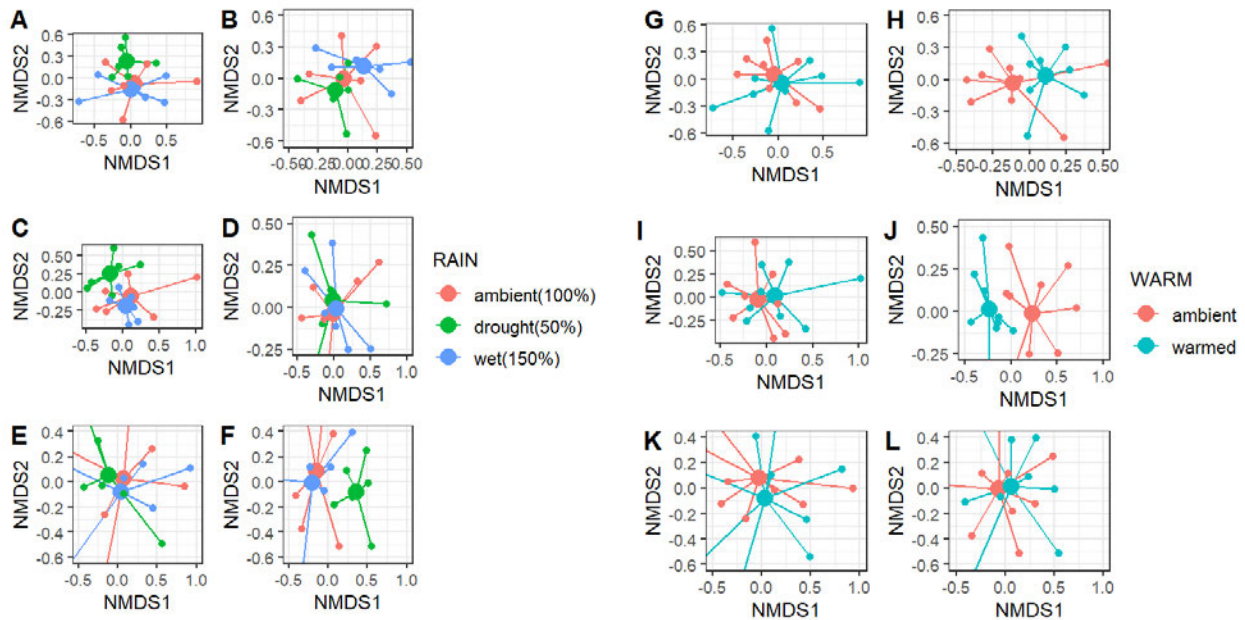 A B G H
0.6 0.3 0.0 -0.3 -0.6 NMDS2
-0.5 0.0 0.5 NMDS1
0.6 0.3 0.0 -0.3 -0.6 NMDS2
-0.50 -0.25 0.00 0.25 0.50 NMDS1
0.6 0.3 0.0 -0.3 -0.6 NMDS2
-0.5 0.0 0.5 NMDS1
0.6 0.3 0.0 -0.3 -0.6 NMDS2
-0.50 -0.25 0.00 0.25 0.50 NMDS1
C D I J
0.50 0.25 0.00 -0.25 NMDS2
-0.5 0.0 0.5 1.0 NMDS1
0.50 0.25 0.00 -0.25 NMDS2
-0.5 0.0 0.5 1.0 NMDS1
RAIN
ambient(100%)
drought(50%)
wet(150%)
0.50 0.25 0.00 -0.25 NMDS2
-0.5 0.0 0.5 1.0 NMDS1
0.50 0.25 0.00 -0.25 NMDS2
-0.5 0.0 0.5 1.0 NMDS1
WARM
ambient
warmed
E F K L
0.4 0.2 0.0 -0.2 -0.4 -0.6 NMDS2
-0.5 0.0 0.5 1.0 NMDS1
0.4 0.2 0.0 -0.2 -0.4 -0.6 NMDS2
-0.5 0.0 0.5 1.0 NMDS1
0.4 0.2 0.0 -0.2 -0.4 -0.6 NMDS2
-0.5 0.0 0.5 1.0 NMDS1
0.4 0.2 0.0 -0.2 -0.4 -0.6 NMDS2
-0.5 0.0 0.5 1.0 NMDS1